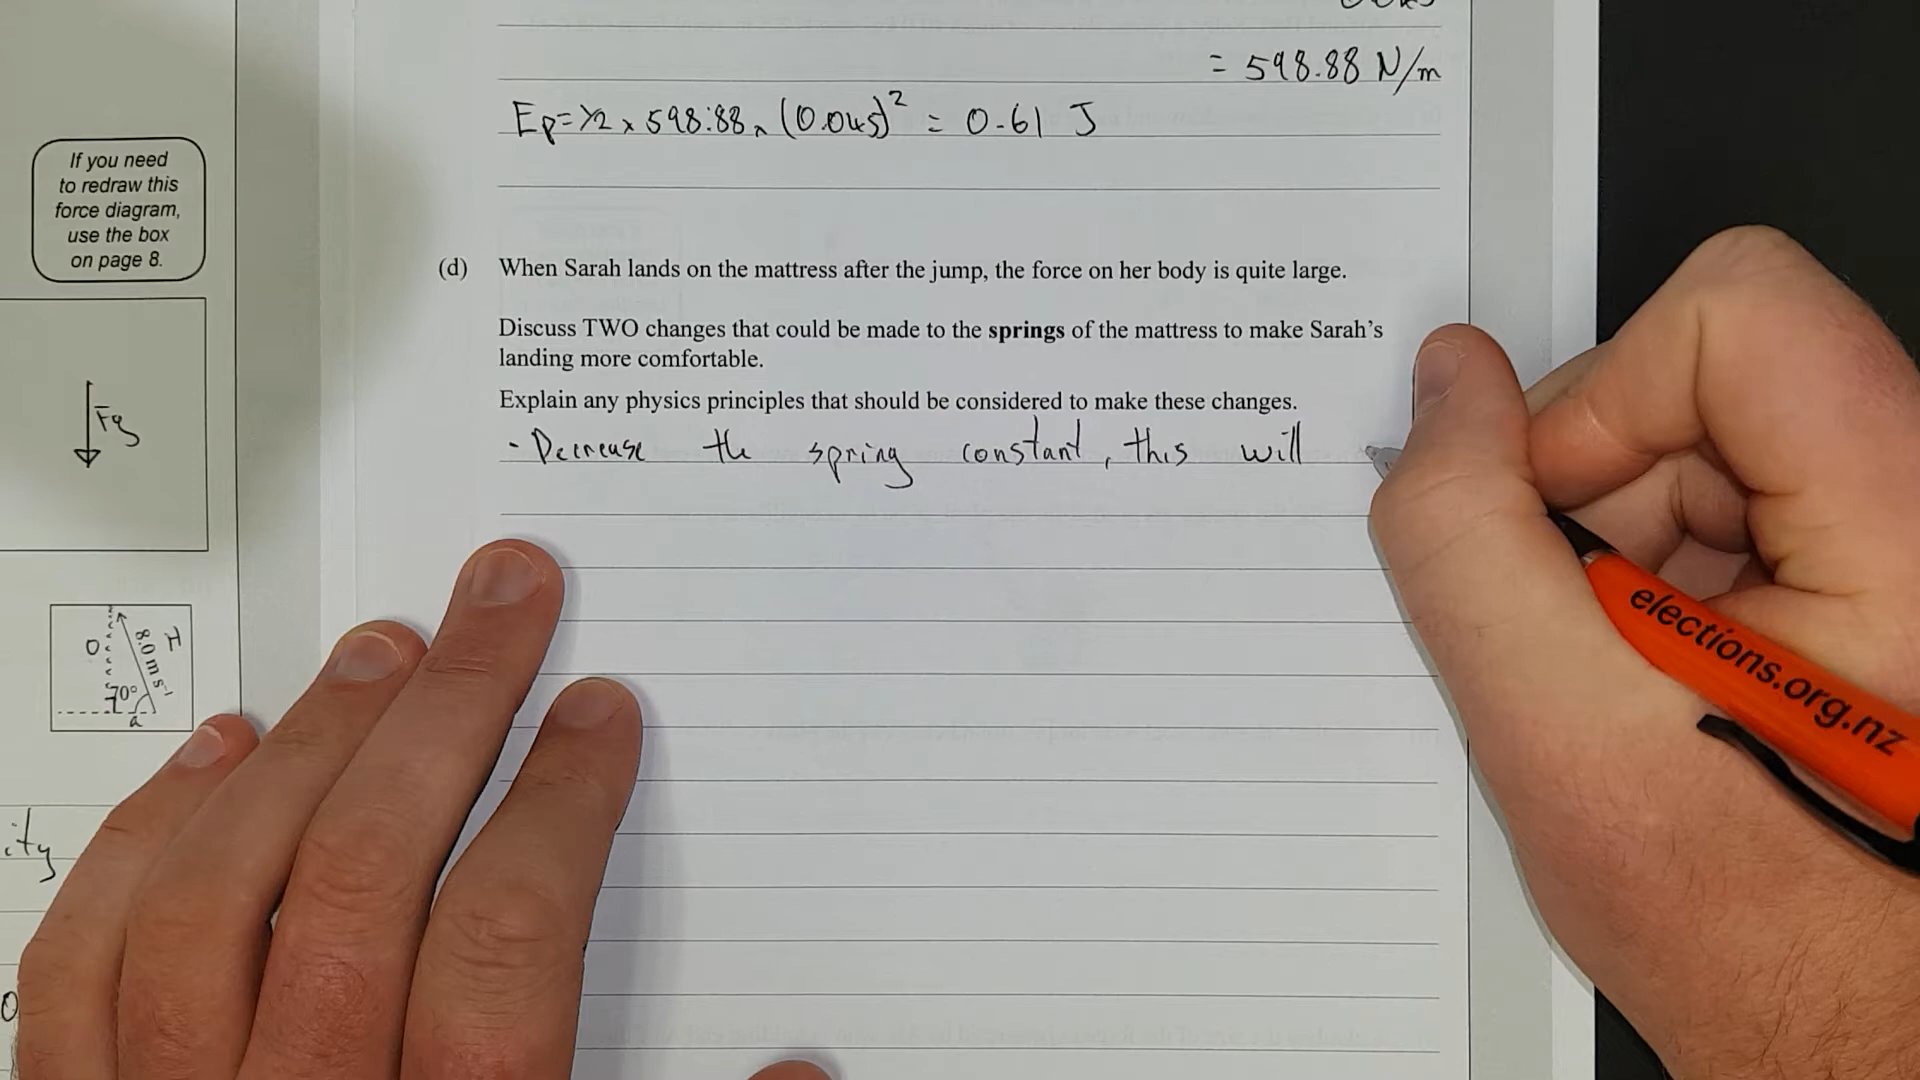 = 598.88 N/m
Ep = 1/2 x 598.88 x (0.045)² = 0.61 J
If you need
to redraw this
force diagram,
use the box
on page 8.
(d) When Sarah lands on the mattress after the jump, the force on her body is quite large.
Discuss TWO changes that could be made to the springs of the mattress to make Sarah's
landing more comfortable.
Explain any physics principles that should be considered to make these changes.
- Decrease the spring constant, this will
Fg
O
H
8.0 m s⁻¹
70°
a
ity
elections.org.nz